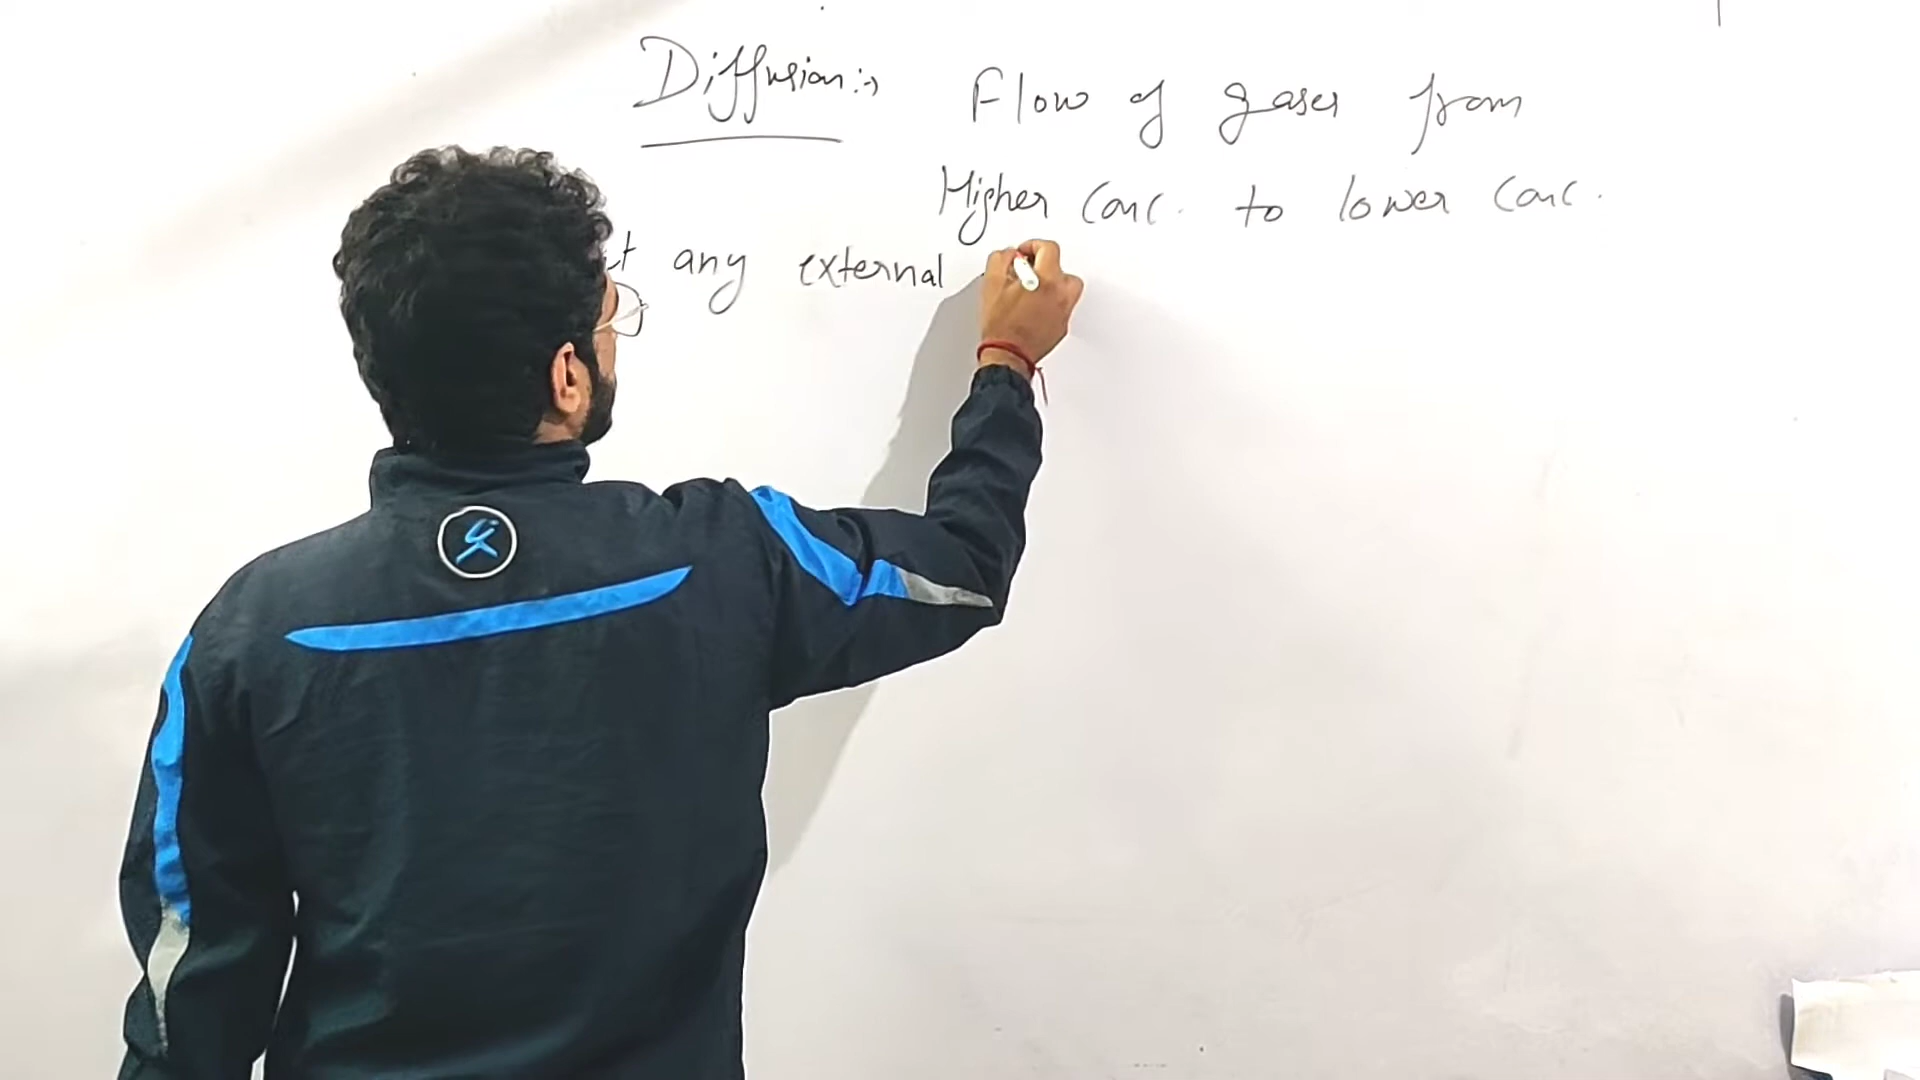 Diffusion :→ Flow of gases from
Higher Conc. to lower Conc.
any external